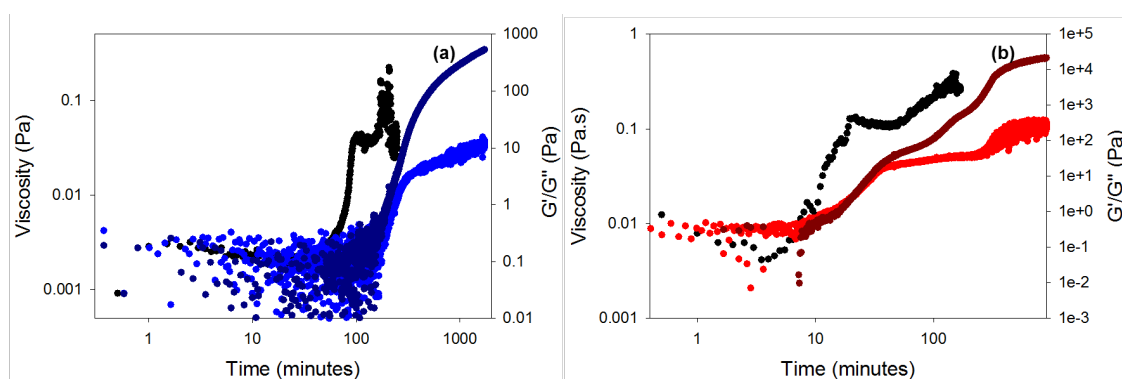 (a)
Viscosity (Pa)
0.1
0.01
0.001
1000
100
10
1
0.1
0.01
G'/G" (Pa)
1 10 100 1000
Time (minutes)
(b)
Viscosity (Pa.s)
1
0.1
0.01
0.001
1e+5
1e+4
1e+3
1e+2
1e+1
1e+0
1e-1
1e-2
1e-3
G'/G" (Pa)
1 10 100
Time (minutes)